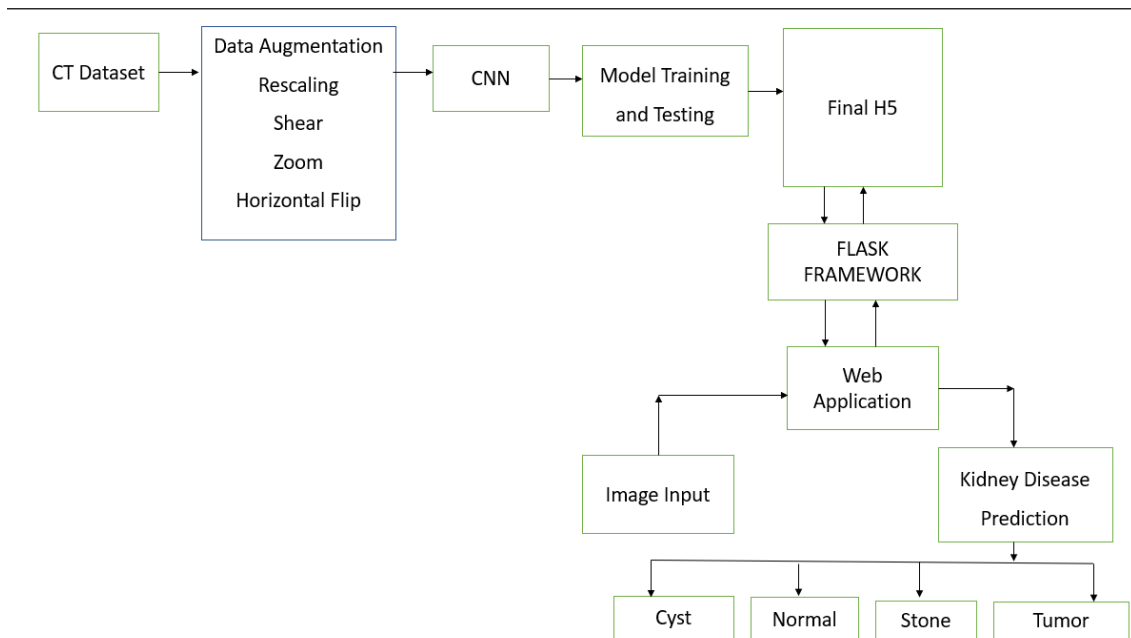 CT Dataset
Data Augmentation
Rescaling
Shear
Zoom
Horizontal Flip
CNN
Model Training
and Testing
Final H5
FLASK
FRAMEWORK
Web
Application
Image Input
Kidney Disease
Prediction
Cyst
Normal
Stone
Tumor